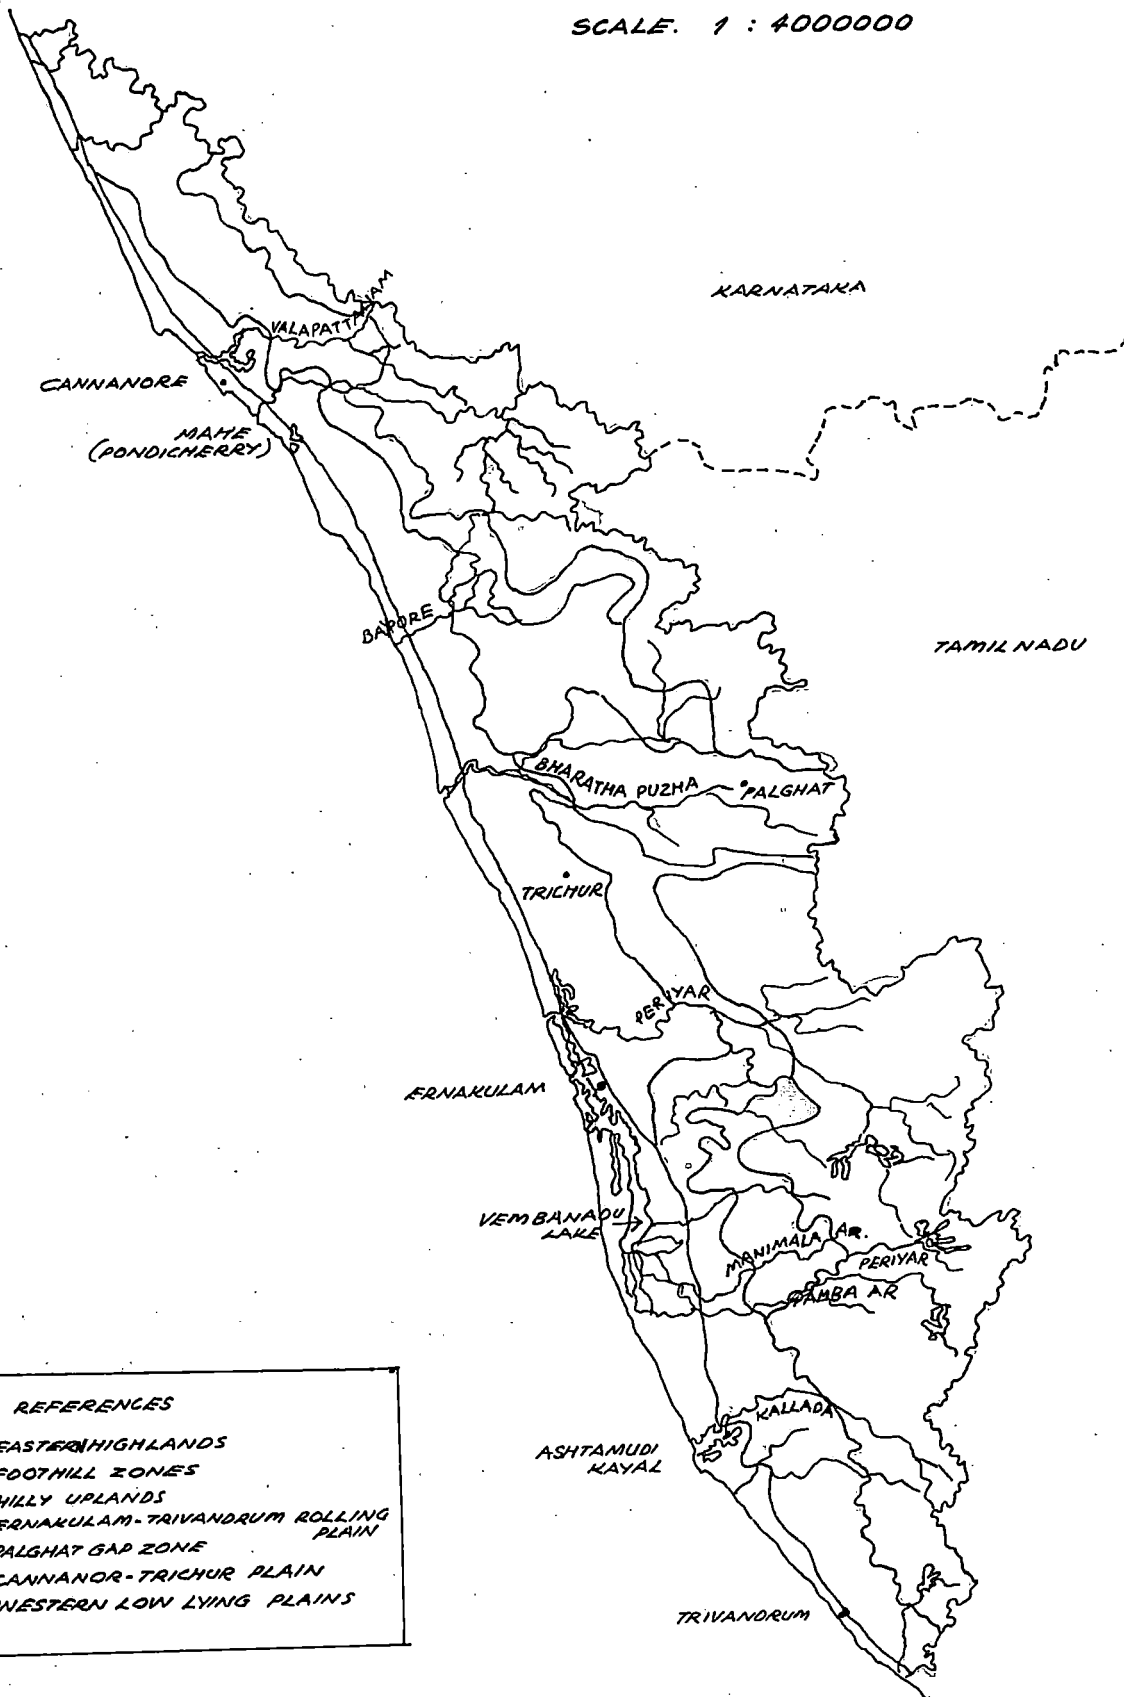 SCALE. 1 : 4000000
KARNATAKA
VALAPATTANAM
CANNANORE
MAHE
(PONDICHERRY)
BAPORE
TAMIL NADU
BHARATHA PUZHA
PALGHAT
TRICHUR
PERIYAR
ERNAKULAM
VEMBANADU
LAKE
MANIMALA AR.
PERIYAR
PAMBA AR
KALLADA
ASHTAMUDI
KAYAL
TRIVANDRUM
REFERENCES
EASTERN HIGHLANDS
FOOTHILL ZONES
HILLY UPLANDS
ERNAKULAM-TRIVANDRUM ROLLING
PLAIN
PALGHAT GAP ZONE
CANNANOR-TRICHUR PLAIN
WESTERN LOW LYING PLAINS